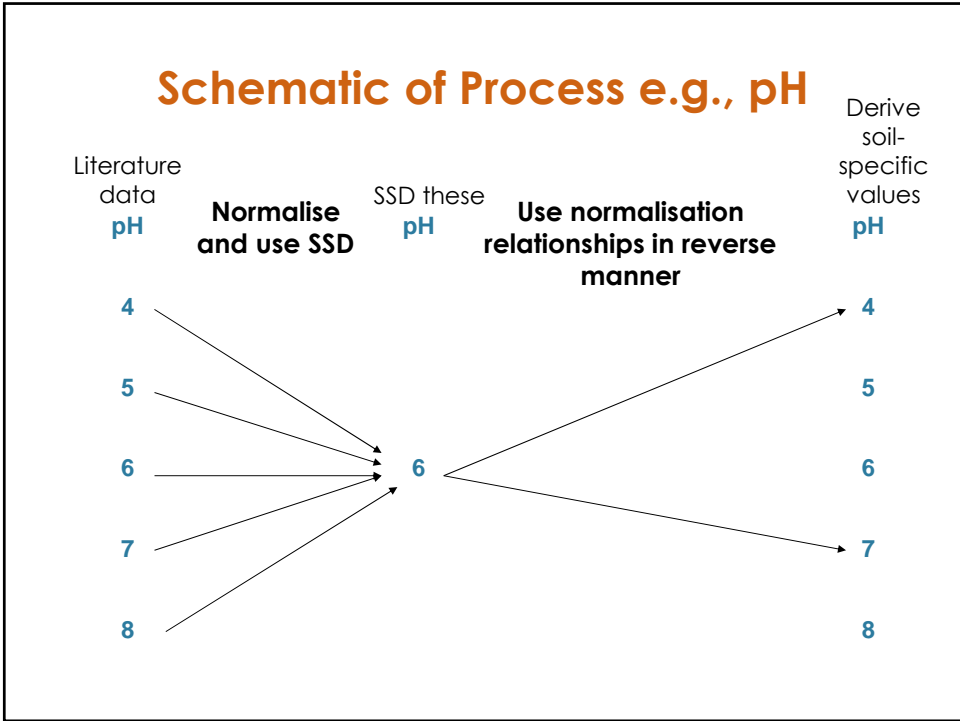 Schematic of Process e.g., pH
Literature
data
pH
Normalise
and use SSD
SSD these
pH
Use normalisation
relationships in reverse
manner
Derive
soil-
specific
values
pH
4
4
5
5
6
6
6
7
7
8
8